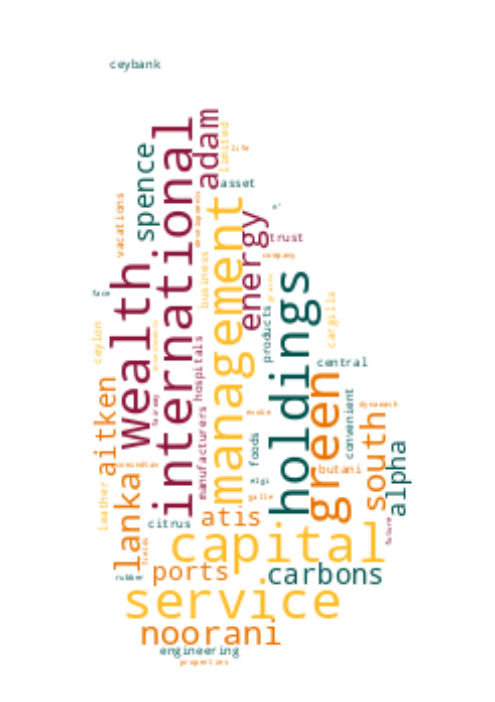 ceybank
international
adam
limited
life
spence
asset
vacations
management
energy
trust
company
business
wealth
holdings
products
cargills
face
ceylon
hospitals
central
green
aitken
manufacturers
convenient
south
alpha
foods
butani
leather
lanka
citrus
atis
galle
future
capital
rubber
ports
carbons
service
noorani
engineering
properties